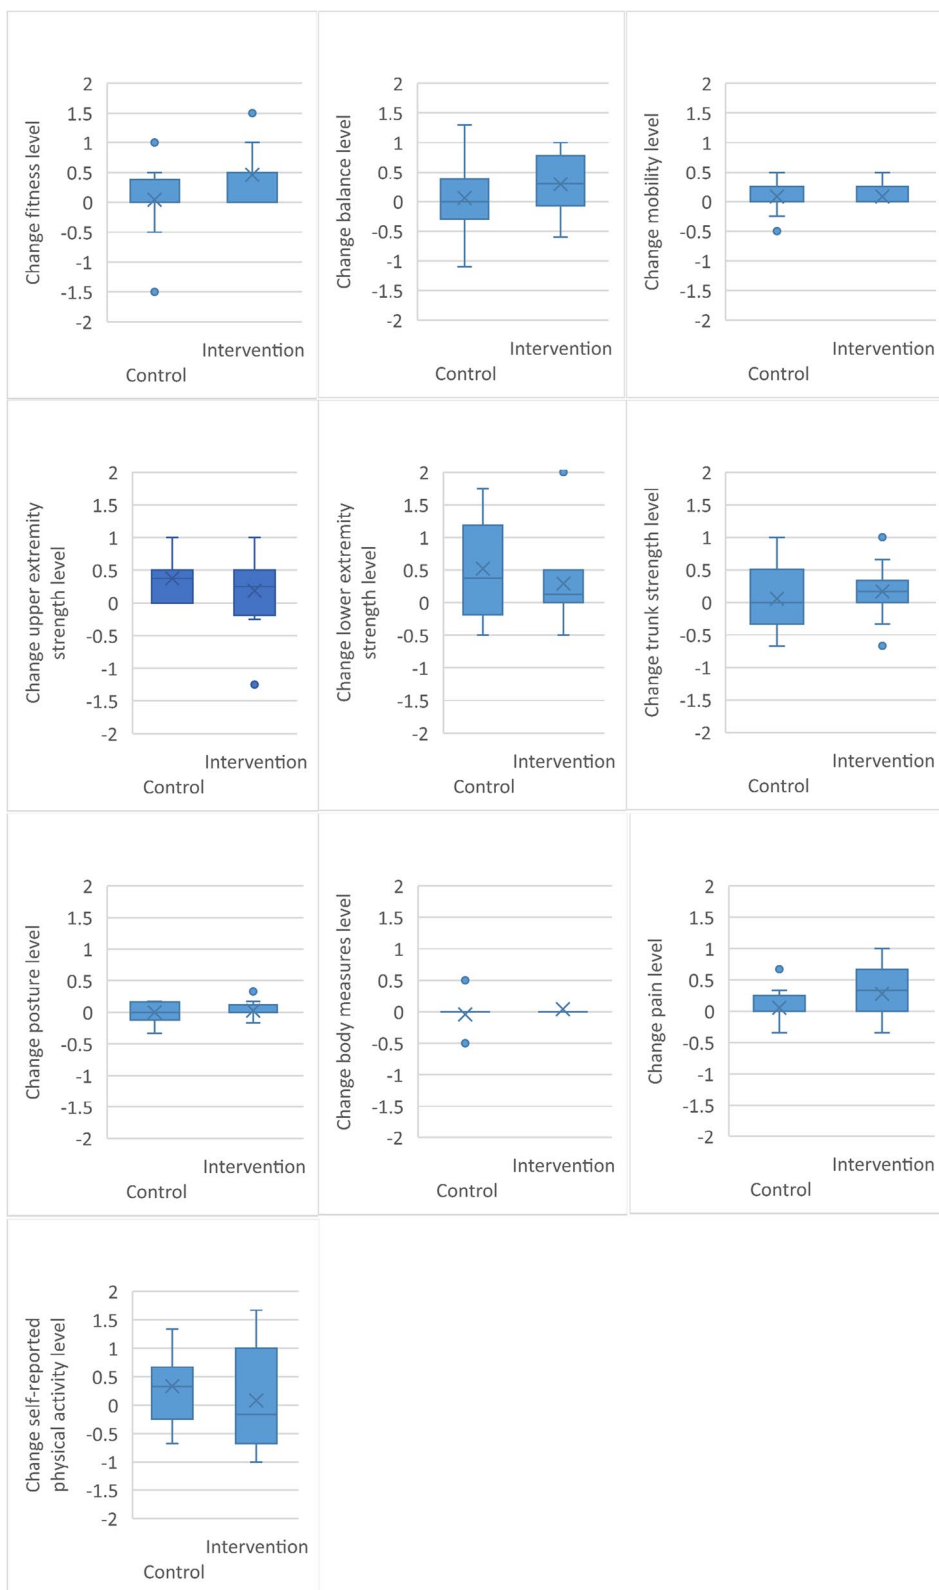 Change fitness level
2
1.5
1
0.5
0
-0.5
-1
-1.5
-2
Intervention
Control
Change balance level
2
1.5
1
0.5
0
-0.5
-1
-1.5
-2
Intervention
Control
Change mobility level
2
1.5
1
0.5
0
-0.5
-1
-1.5
-2
Intervention
Control
Change upper extremity
strength level
2
1.5
1
0.5
0
-0.5
-1
-1.5
-2
Intervention
Control
Change lower extremity
strength level
2
1.5
1
0.5
0
-0.5
-1
-1.5
-2
Intervention
Control
Change trunk strength level
2
1.5
1
0.5
0
-0.5
-1
-1.5
-2
Intervention
Control
Change posture level
2
1.5
1
0.5
0
-0.5
-1
-1.5
-2
Intervention
Control
Change body measures level
2
1.5
1
0.5
0
-0.5
-1
-1.5
-2
Intervention
Control
Change pain level
2
1.5
1
0.5
0
-0.5
-1
-1.5
-2
Intervention
Control
Change self-reported
physical activity level
2
1.5
1
0.5
0
-0.5
-1
-1.5
-2
Intervention
Control